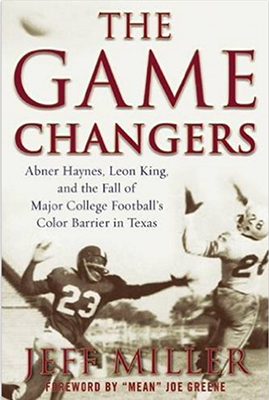 THE
GAME
CHANGERS
Abner Haynes, Leon King,
and the Fall of
Major College Football's
Color Barrier in Texas
28
23
JEFF MILLER
FOREWORD BY "MEAN" JOE GREENE